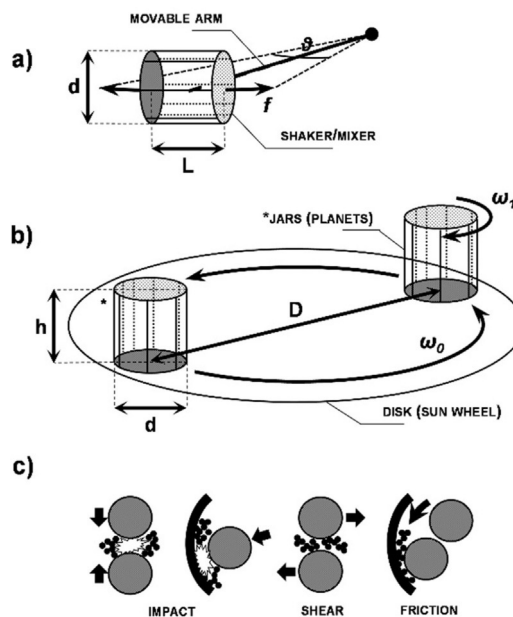 a)
MOVABLE ARM
ϑ
d
f
L
SHAKER/MIXER
b)
ω1
*JARS (PLANETS)
*
h
D
ω0
d
DISK (SUN WHEEL)
c)
IMPACT SHEAR FRICTION